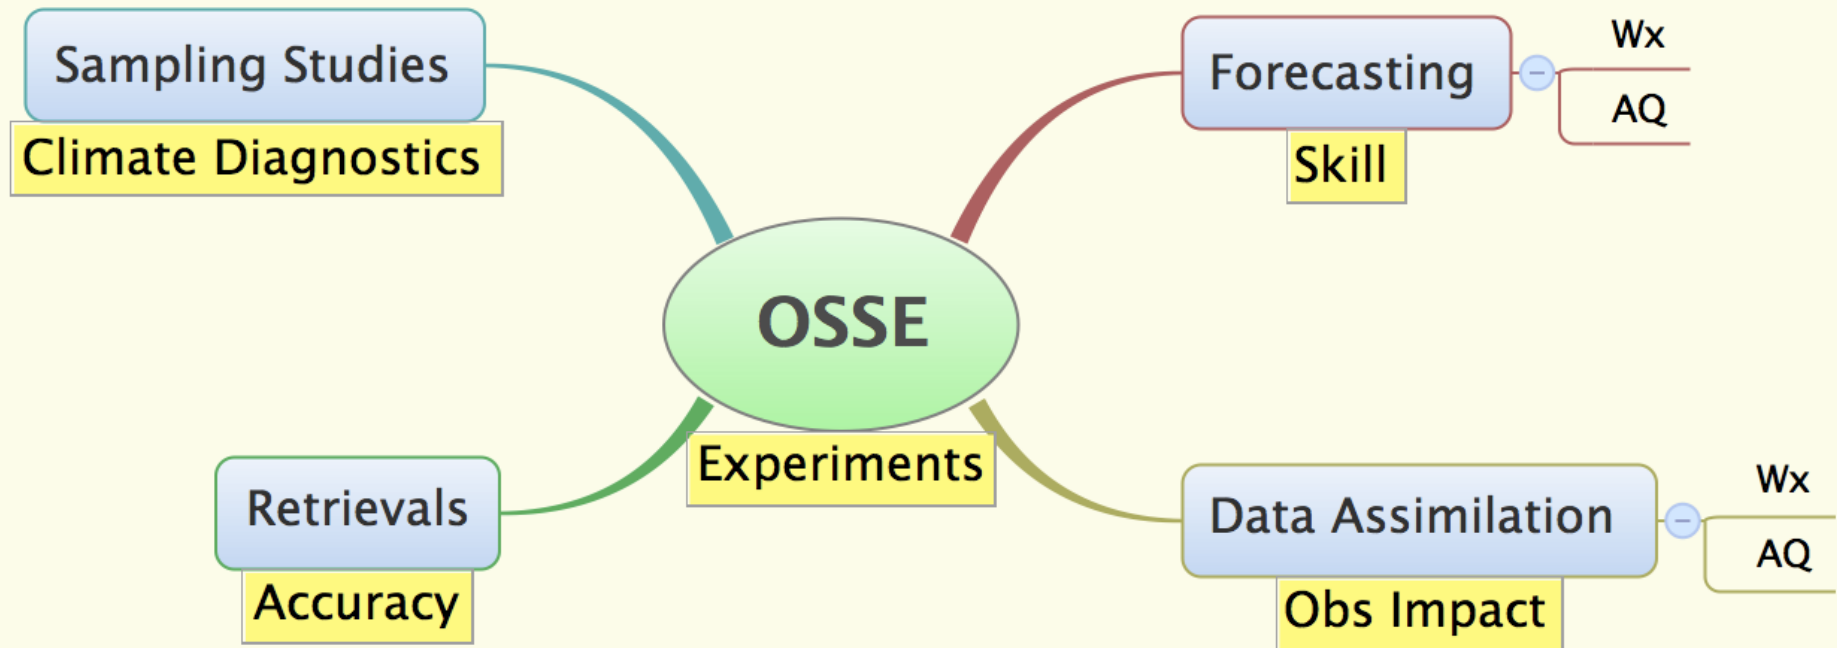 Sampling Studies
Climate Diagnostics
Forecasting
Skill
Wx
AQ
OSSE
Experiments
Retrievals
Accuracy
Data Assimilation
Obs Impact
Wx
AQ